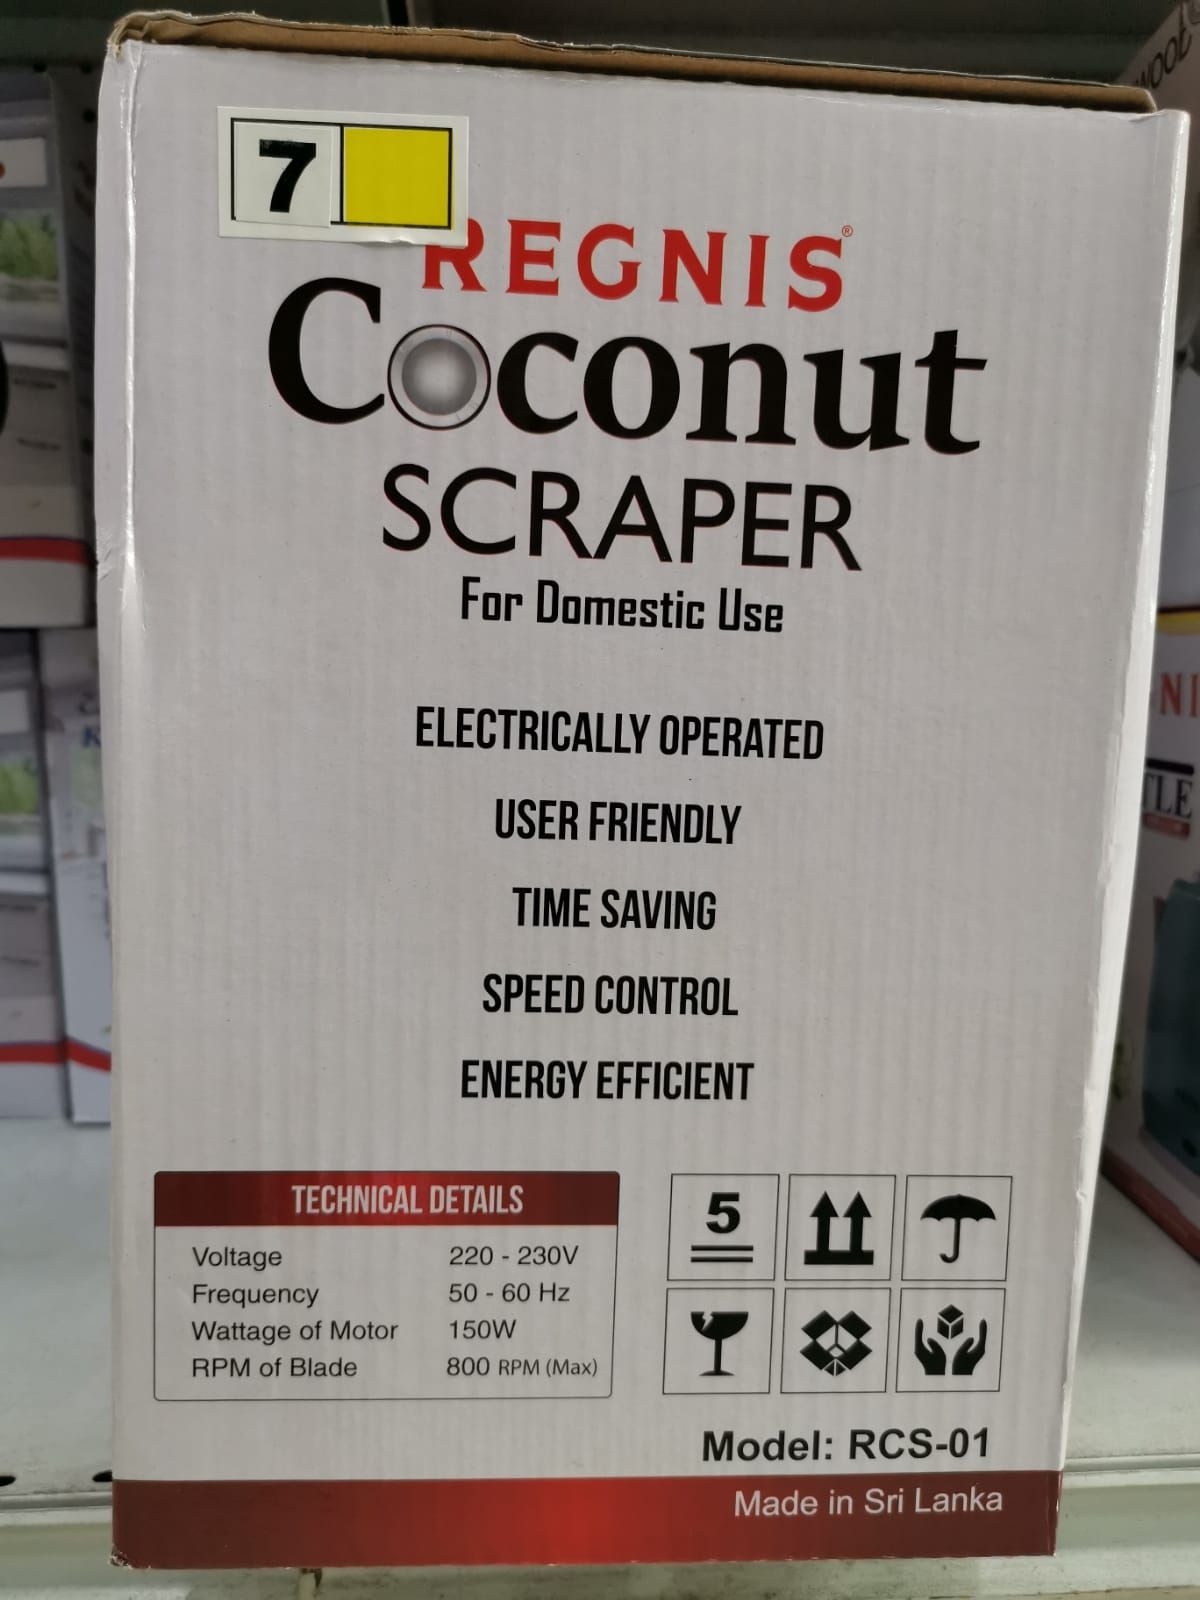 7
REGNIS®
Coconut
SCRAPER
For Domestic Use
ELECTRICALLY OPERATED
USER FRIENDLY
TIME SAVING
SPEED CONTROL
ENERGY EFFICIENT
TECHNICAL DETAILS
Voltage 220 - 230V
Frequency 50 - 60 Hz
Wattage of Motor 150W
RPM of Blade 800 RPM (Max)
5
Model: RCS-01
Made in Sri Lanka
NI
TLE